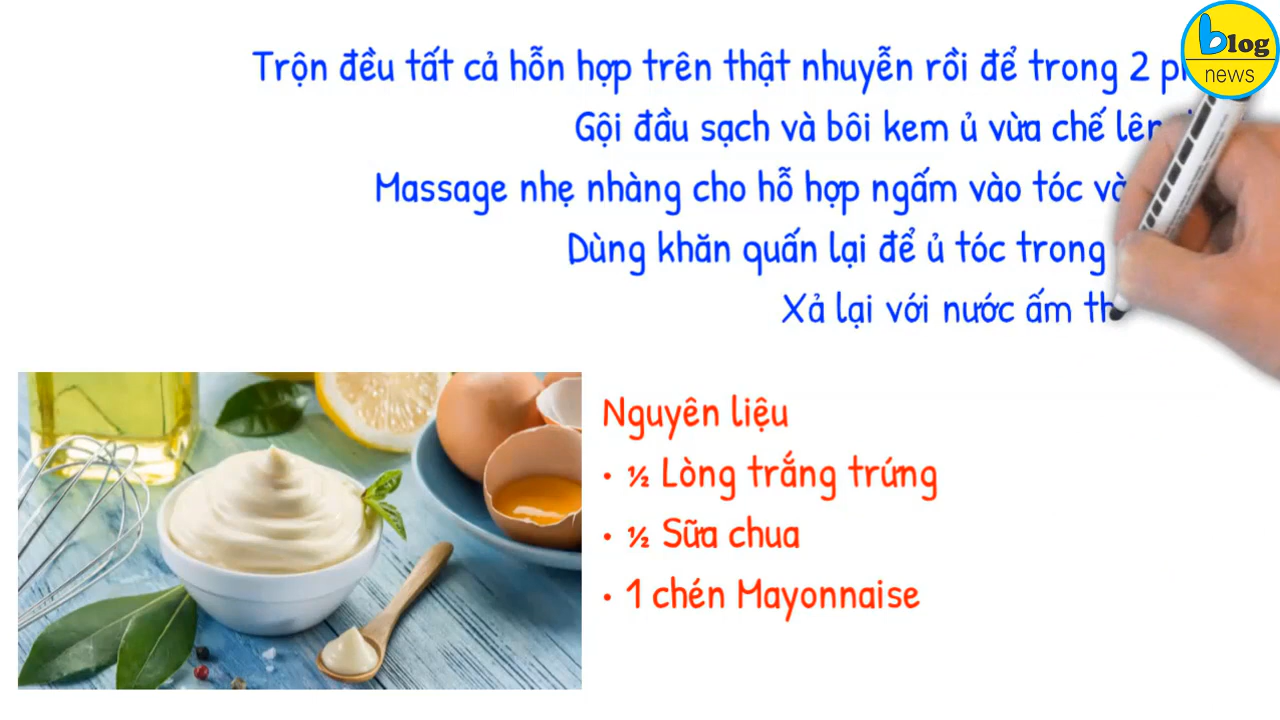 blog
news
Trộn đều tất cả hỗn hợp trên thật nhuyễn rồi để trong 2
Gội đầu sạch và bôi kem ủ vừa chế
Massage nhẹ nhàng cho hỗ hợp ngấm vào tóc
Dùng khăn quấn lại để ủ tóc trong
Xả lại với nước ấm
Nguyên liệu
• ½ Lòng trắng trứng
• ½ Sữa chua
• 1 chén Mayonnaise